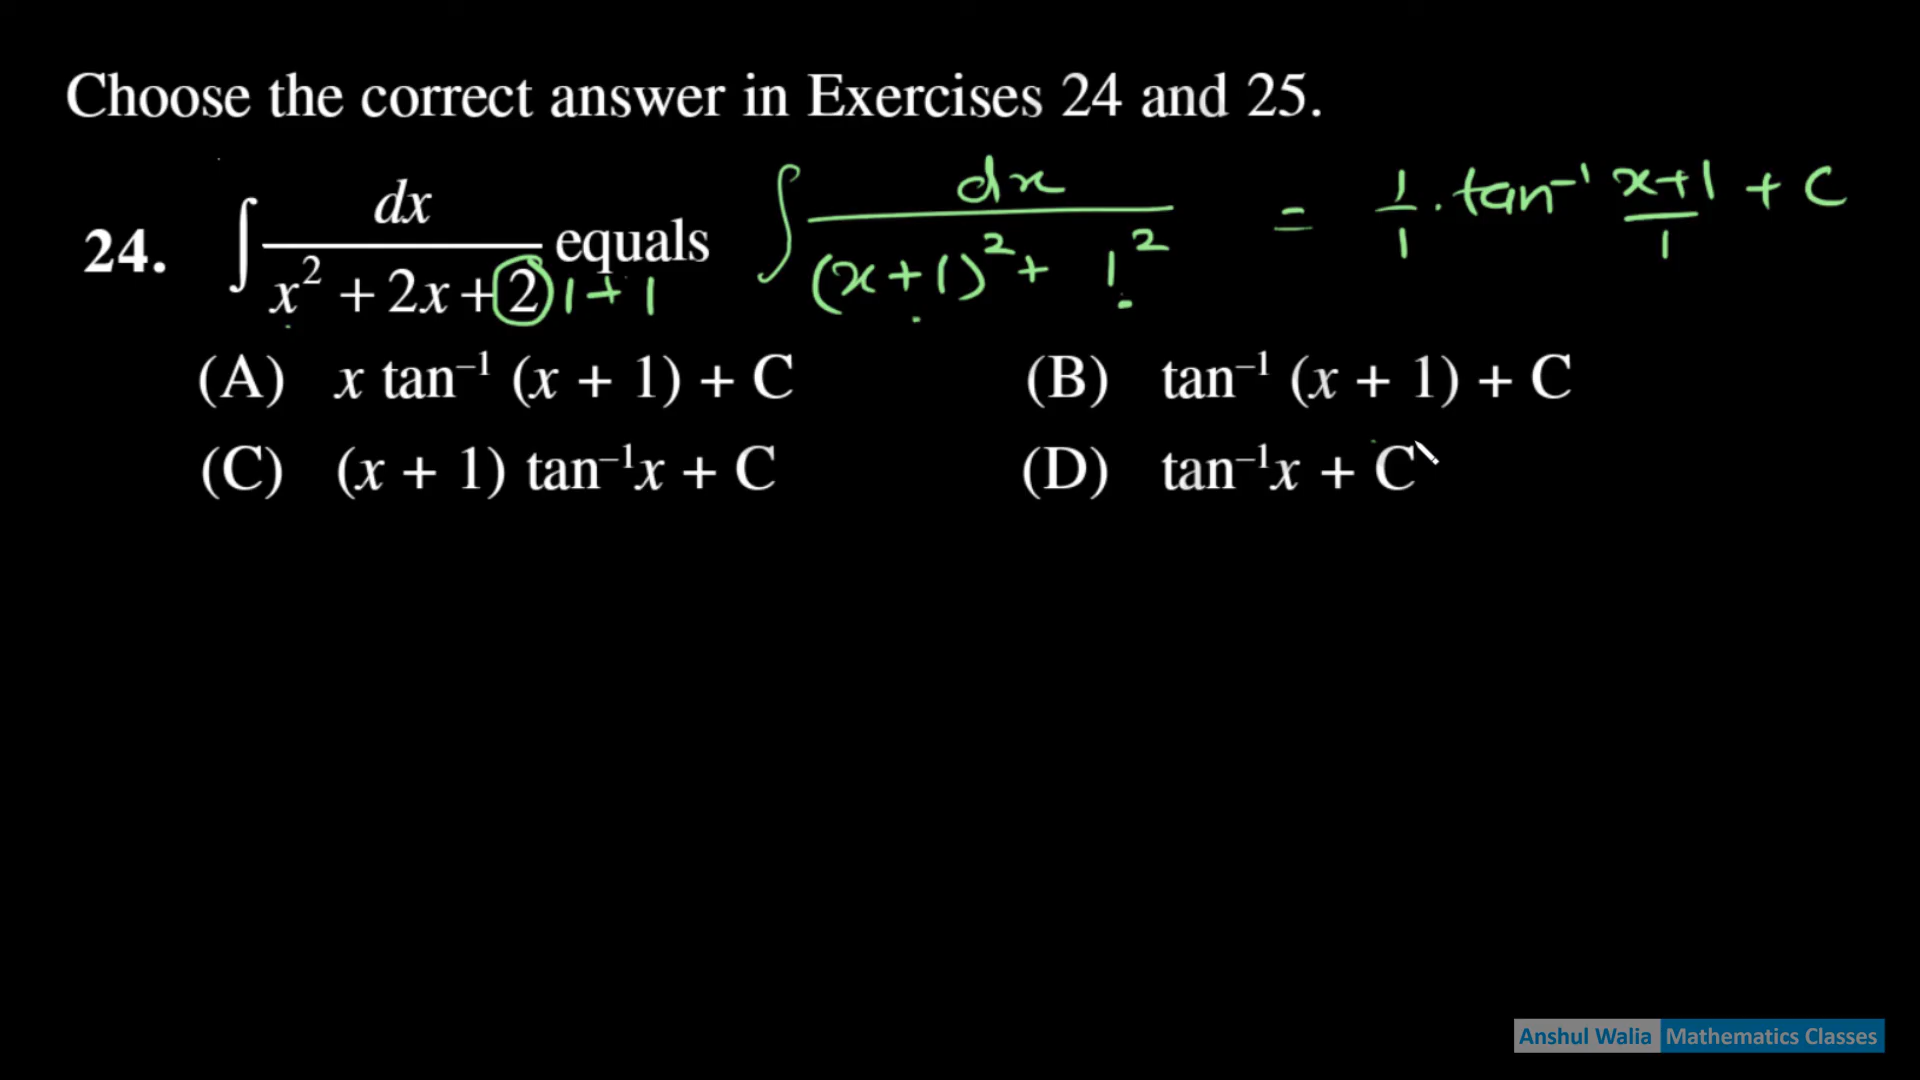 Choose the correct answer in Exercises 24 and 25.
24. ∫ dx / (x² + 2x + 2) equals
1 + 1
∫ dx / ((x + 1)² + 1²) = 1/1 . tan⁻¹ (x+1)/1 + C
(A) x tan⁻¹ (x + 1) + C (B) tan⁻¹ (x + 1) + C
(C) (x + 1) tan⁻¹x + C (D) tan⁻¹x + C
Anshul Walia Mathematics Classes